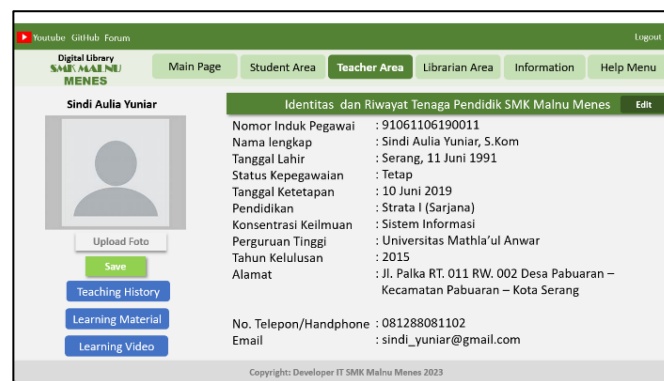 Youtube GitHub Forum Logout
Digital Library
SMK MALNU
MENES
Main Page Student Area Teacher Area Librarian Area Information Help Menu
Sindi Aulia Yuniar
Identitas dan Riwayat Tenaga Pendidik SMK Malnu Menes Edit
Nomor Induk Pegawai : 91061106190011
Nama lengkap : Sindi Aulia Yuniar, S.Kom
Tanggal Lahir : Serang, 11 Juni 1991
Status Kepegawaian : Tetap
Tanggal Ketetapan : 10 Juni 2019
Pendidikan : Strata I (Sarjana)
Konsentrasi Keilmuan : Sistem Informasi
Perguruan Tinggi : Universitas Mathla'ul Anwar
Tahun Kelulusan : 2015
Alamat : Jl. Palka RT. 011 RW. 002 Desa Pabuaran –
Kecamatan Pabuaran – Kota Serang
No. Telepon/Handphone : 081288081102
Email : sindi_yuniar@gmail.com
Upload Foto
Save
Teaching History
Learning Material
Learning Video
Copyright: Developer IT SMK Malnu Menes 2023